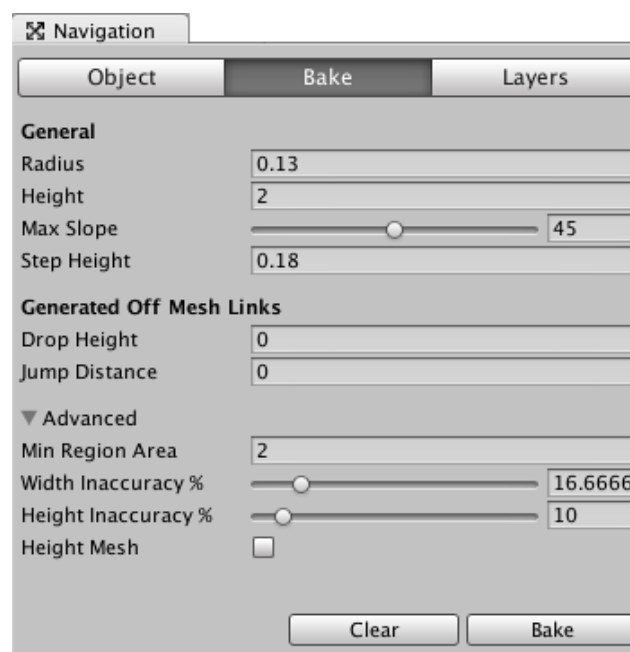 Navigation
Object Bake Layers
General
Radius 0.13
Height 2
Max Slope 45
Step Height 0.18
Generated Off Mesh Links
Drop Height 0
Jump Distance 0
Advanced
Min Region Area 2
Width Inaccuracy % 16.6666
Height Inaccuracy % 10
Height Mesh
Clear Bake